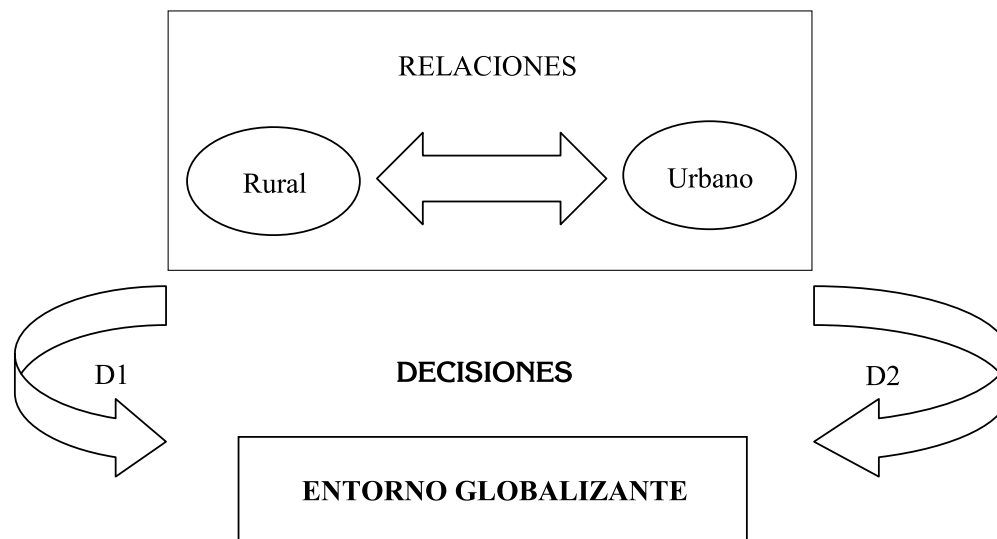 RELACIONES
Rural
Urbano
D1
DECISIONES
D2
ENTORNO GLOBALIZANTE